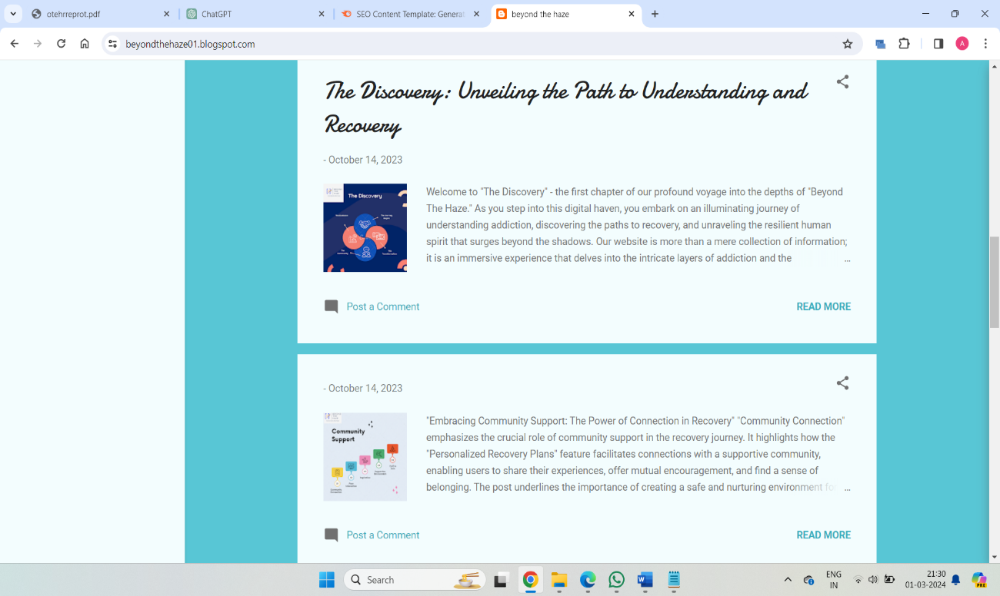 otehrreprot.pdf
ChatGPT
SEO Content Template: Generat
beyond the haze
beyondthehaze01.blogspot.com
A
The Discovery: Unveiling the Path to Understanding and
Recovery
- October 14, 2023
The Discovery
Welcome to "The Discovery" - the first chapter of our profound voyage into the depths of "Beyond
The Haze." As you step into this digital haven, you embark on an illuminating journey of
understanding addiction, discovering the paths to recovery, and unraveling the resilient human
spirit that surges beyond the shadows. Our website is more than a mere collection of information;
it is an immersive experience that delves into the intricate layers of addiction and the
...
Post a Comment
READ MORE
- October 14, 2023
Community
Support
"Embracing Community Support: The Power of Connection in Recovery" "Community Connection"
emphasizes the crucial role of community support in the recovery journey. It highlights how the
"Personalized Recovery Plans" feature facilitates connections with a supportive community,
enabling users to share their experiences, offer mutual encouragement, and find a sense of
belonging. The post underlines the importance of creating a safe and nurturing environment fo
...
Post a Comment
READ MORE
Search
ENG
IN
21:30
01-03-2024
PRE